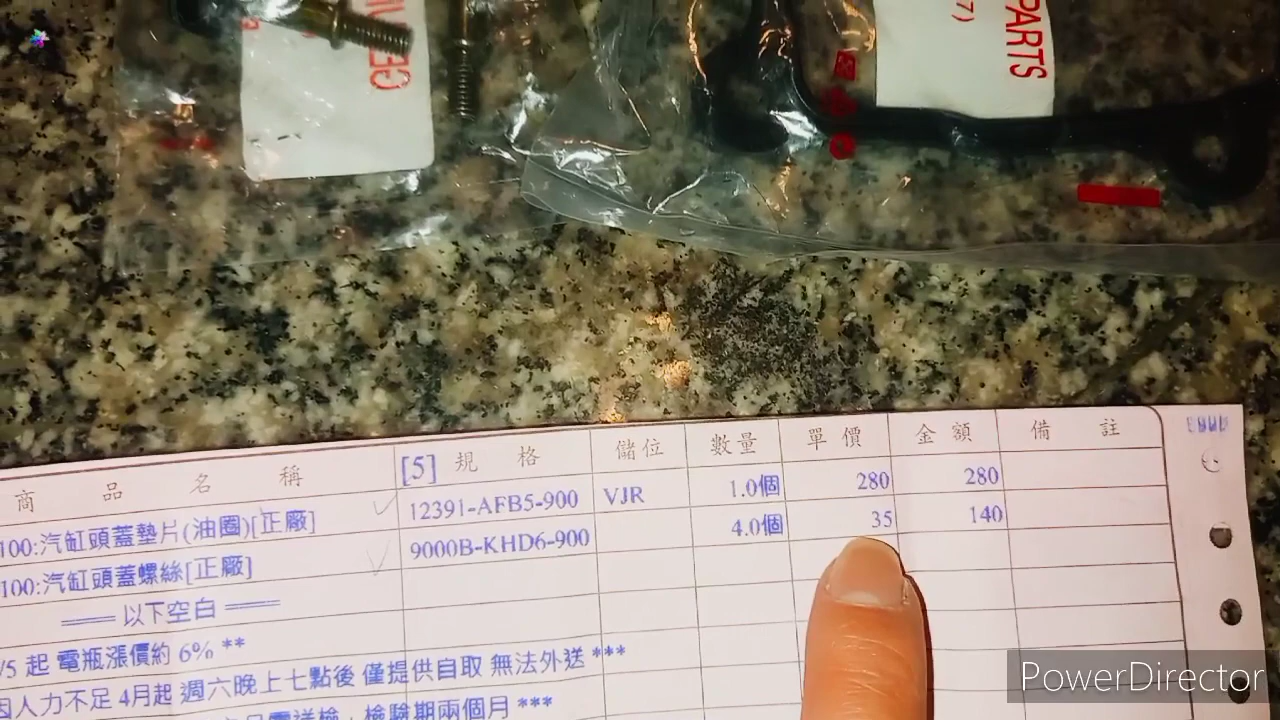 PARTS
7)
商 品 名 稱 [5] 規 格 儲位 數量 單價 金額 備 註
100:汽缸頭蓋墊片(油圈)[正廠] 12391-AFB5-900 VJR 1.0個 280 280
100:汽缸頭蓋螺絲[正廠] 9000B-KHD6-900 4.0個 35 140
═══ 以下空白 ═══
/5 起 電瓶漲價約 6% **
因人力不足 4月起 週六晚上七點後 僅提供自取 無法外送 ***
檢驗期兩個月 ***
PowerDirector